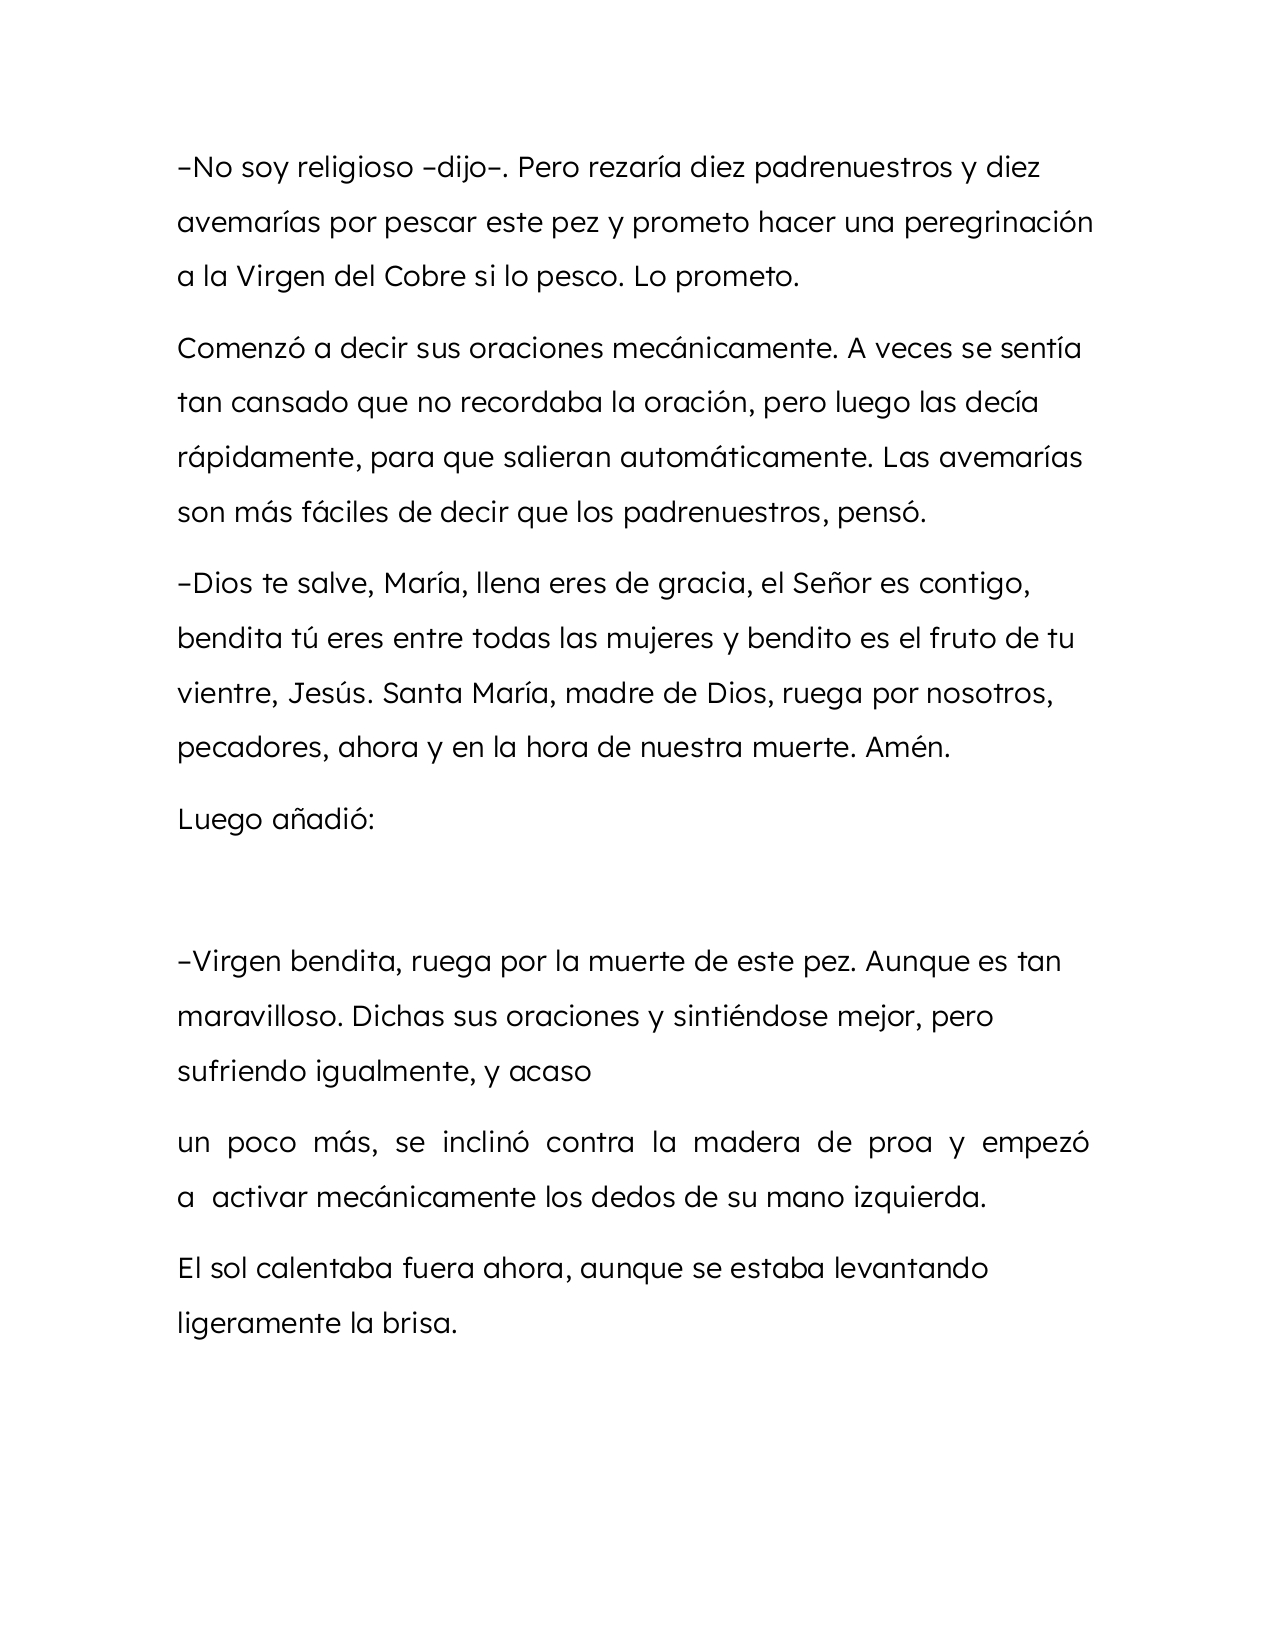 –No soy religioso –dijo–. Pero rezaría diez padrenuestros y diez
avemarías por pescar este pez y prometo hacer una peregrinación
a la Virgen del Cobre si lo pesco. Lo prometo.
Comenzó a decir sus oraciones mecánicamente. A veces se sentía
tan cansado que no recordaba la oración, pero luego las decía
rápidamente, para que salieran automáticamente. Las avemarías
son más fáciles de decir que los padrenuestros, pensó.
–Dios te salve, María, llena eres de gracia, el Señor es contigo,
bendita tú eres entre todas las mujeres y bendito es el fruto de tu
vientre, Jesús. Santa María, madre de Dios, ruega por nosotros,
pecadores, ahora y en la hora de nuestra muerte. Amén.
Luego añadió:
–Virgen bendita, ruega por la muerte de este pez. Aunque es tan
maravilloso. Dichas sus oraciones y sintiéndose mejor, pero
sufriendo igualmente, y acaso
un poco más, se inclinó contra la madera de proa y empezó
a activar mecánicamente los dedos de su mano izquierda.
El sol calentaba fuera ahora, aunque se estaba levantando
ligeramente la brisa.